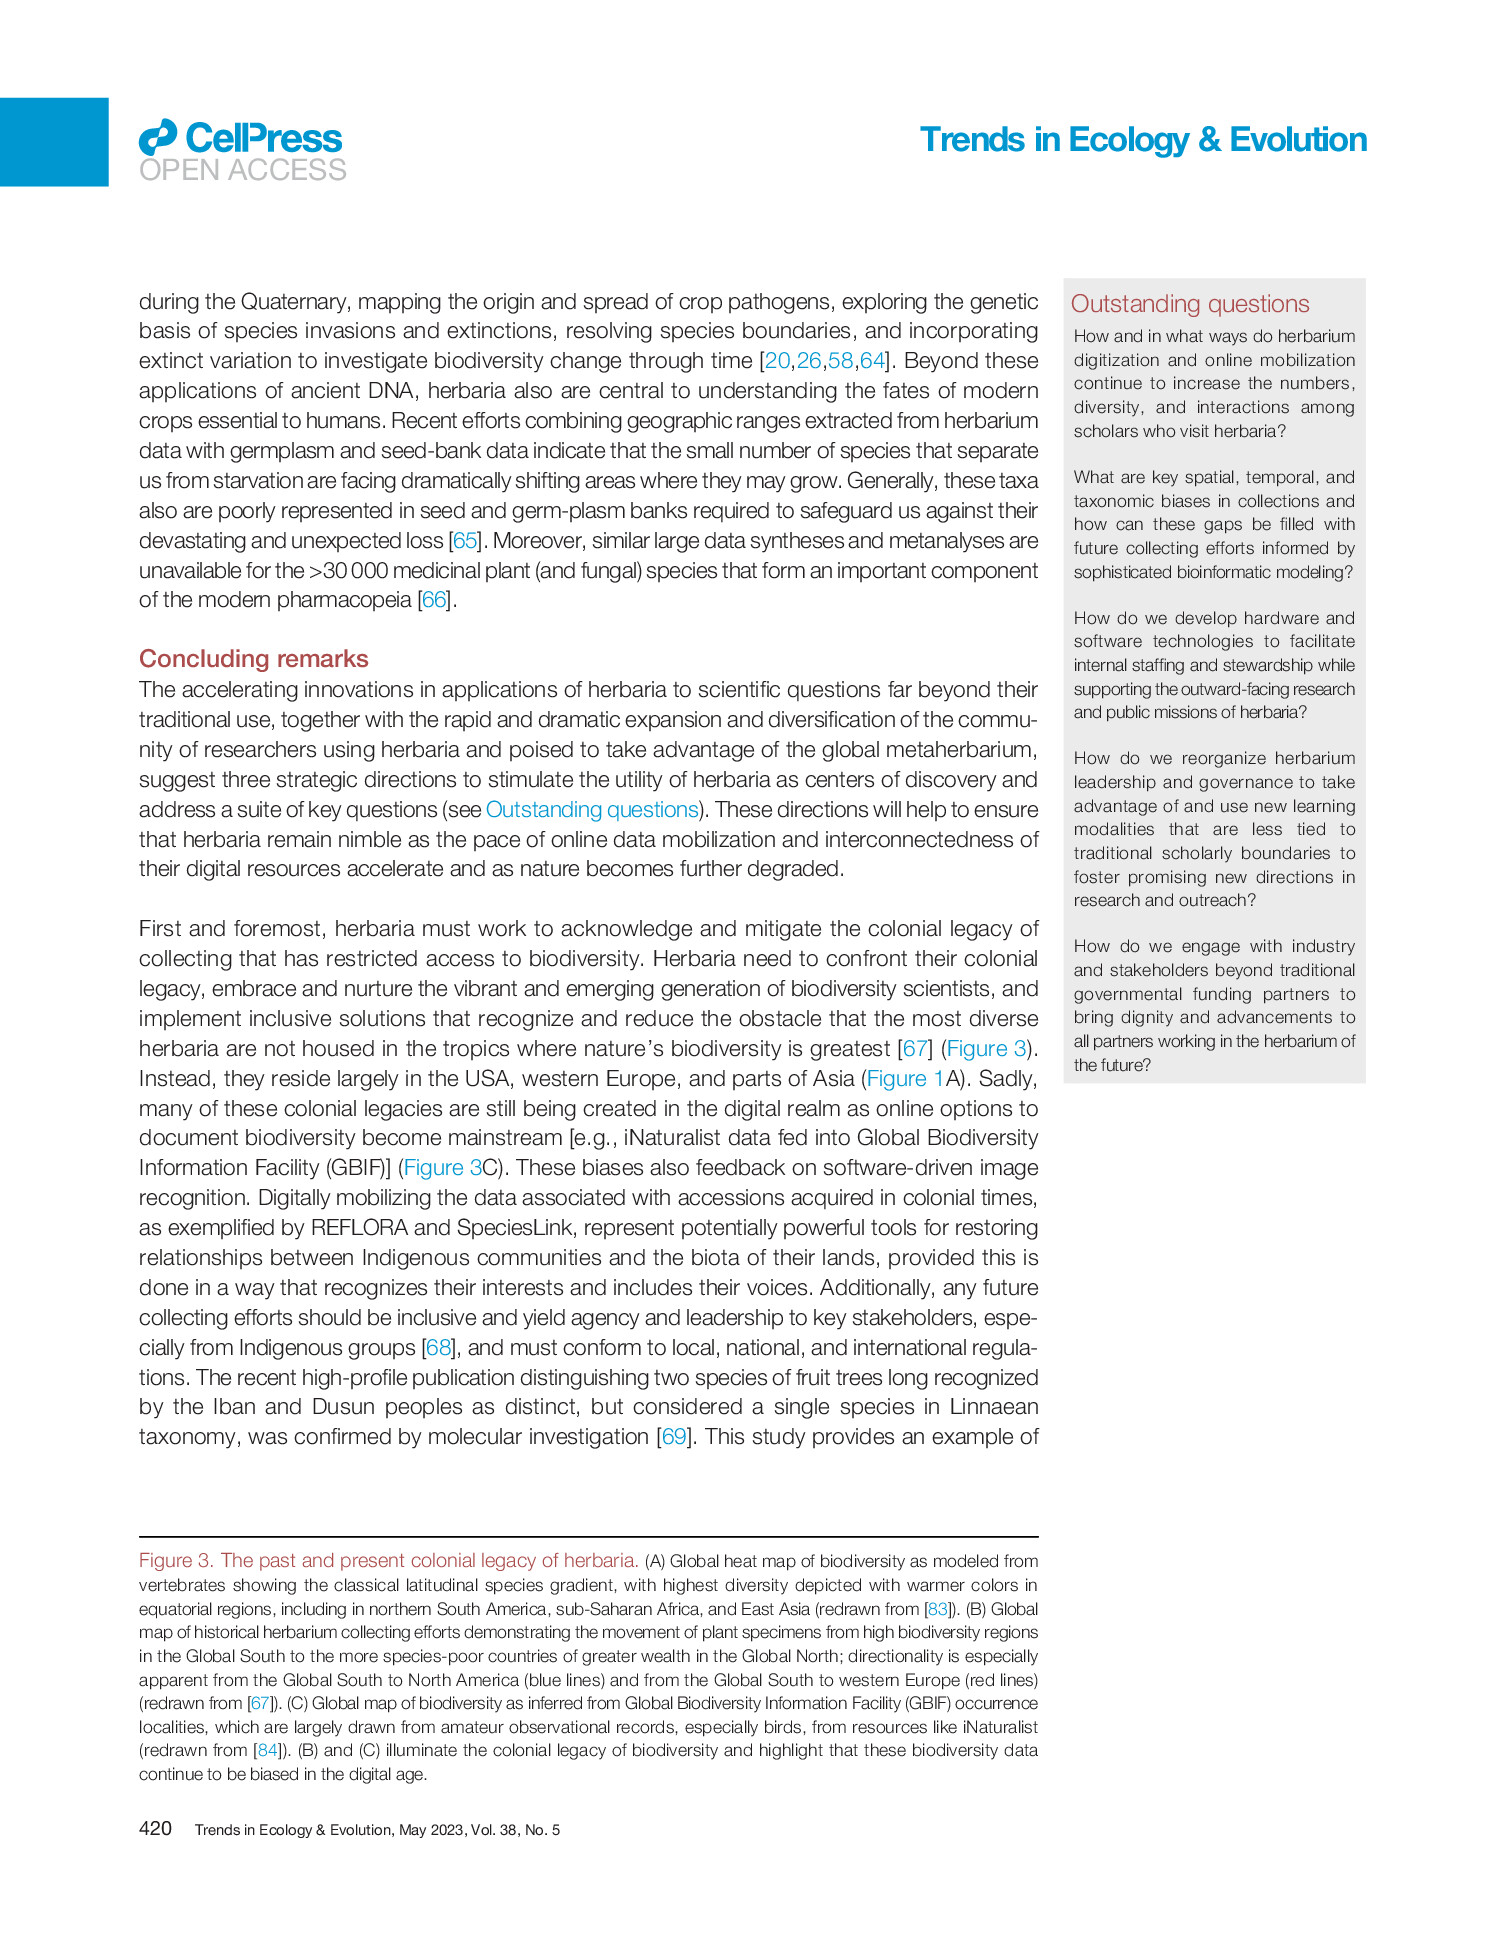 CellPress
OPEN ACCESS
Trends in Ecology & Evolution
during the Quaternary, mapping the origin and spread of crop pathogens, exploring the genetic
basis of species invasions and extinctions, resolving species boundaries, and incorporating
extinct variation to investigate biodiversity change through time [20,26,58,64]. Beyond these
applications of ancient DNA, herbaria also are central to understanding the fates of modern
crops essential to humans. Recent efforts combining geographic ranges extracted from herbarium
data with germplasm and seed-bank data indicate that the small number of species that separate
us from starvation are facing dramatically shifting areas where they may grow. Generally, these taxa
also are poorly represented in seed and germ-plasm banks required to safeguard us against their
devastating and unexpected loss [65]. Moreover, similar large data syntheses and metanalyses are
unavailable for the >30 000 medicinal plant (and fungal) species that form an important component
of the modern pharmacopeia [66].
Concluding remarks
The accelerating innovations in applications of herbaria to scientific questions far beyond their
traditional use, together with the rapid and dramatic expansion and diversification of the commu-
nity of researchers using herbaria and poised to take advantage of the global metaherbarium,
suggest three strategic directions to stimulate the utility of herbaria as centers of discovery and
address a suite of key questions (see Outstanding questions). These directions will help to ensure
that herbaria remain nimble as the pace of online data mobilization and interconnectedness of
their digital resources accelerate and as nature becomes further degraded.
First and foremost, herbaria must work to acknowledge and mitigate the colonial legacy of
collecting that has restricted access to biodiversity. Herbaria need to confront their colonial
legacy, embrace and nurture the vibrant and emerging generation of biodiversity scientists, and
implement inclusive solutions that recognize and reduce the obstacle that the most diverse
herbaria are not housed in the tropics where nature's biodiversity is greatest [67] (Figure 3).
Instead, they reside largely in the USA, western Europe, and parts of Asia (Figure 1A). Sadly,
many of these colonial legacies are still being created in the digital realm as online options to
document biodiversity become mainstream [e.g., iNaturalist data fed into Global Biodiversity
Information Facility (GBIF)] (Figure 3C). These biases also feedback on software-driven image
recognition. Digitally mobilizing the data associated with accessions acquired in colonial times,
as exemplified by REFLORA and SpeciesLink, represent potentially powerful tools for restoring
relationships between Indigenous communities and the biota of their lands, provided this is
done in a way that recognizes their interests and includes their voices. Additionally, any future
collecting efforts should be inclusive and yield agency and leadership to key stakeholders, espe-
cially from Indigenous groups [68], and must conform to local, national, and international regula-
tions. The recent high-profile publication distinguishing two species of fruit trees long recognized
by the Iban and Dusun peoples as distinct, but considered a single species in Linnaean
taxonomy, was confirmed by molecular investigation [69]. This study provides an example of
Outstanding questions
How and in what ways do herbarium
digitization and online mobilization
continue to increase the numbers,
diversity, and interactions among
scholars who visit herbaria?
What are key spatial, temporal, and
taxonomic biases in collections and
how can these gaps be filled with
future collecting efforts informed by
sophisticated bioinformatic modeling?
How do we develop hardware and
software technologies to facilitate
internal staffing and stewardship while
supporting the outward-facing research
and public missions of herbaria?
How do we reorganize herbarium
leadership and governance to take
advantage of and use new learning
modalities that are less tied to
traditional scholarly boundaries to
foster promising new directions in
research and outreach?
How do we engage with industry
and stakeholders beyond traditional
governmental funding partners to
bring dignity and advancements to
all partners working in the herbarium of
the future?
Figure 3. The past and present colonial legacy of herbaria. (A) Global heat map of biodiversity as modeled from
vertebrates showing the classical latitudinal species gradient, with highest diversity depicted with warmer colors in
equatorial regions, including in northern South America, sub-Saharan Africa, and East Asia (redrawn from [83]). (B) Global
map of historical herbarium collecting efforts demonstrating the movement of plant specimens from high biodiversity regions
in the Global South to the more species-poor countries of greater wealth in the Global North; directionality is especially
apparent from the Global South to North America (blue lines) and from the Global South to western Europe (red lines)
(redrawn from [67]). (C) Global map of biodiversity as inferred from Global Biodiversity Information Facility (GBIF) occurrence
localities, which are largely drawn from amateur observational records, especially birds, from resources like iNaturalist
(redrawn from [84]). (B) and (C) illuminate the colonial legacy of biodiversity and highlight that these biodiversity data
continue to be biased in the digital age.
420 Trends in Ecology & Evolution, May 2023, Vol. 38, No. 5